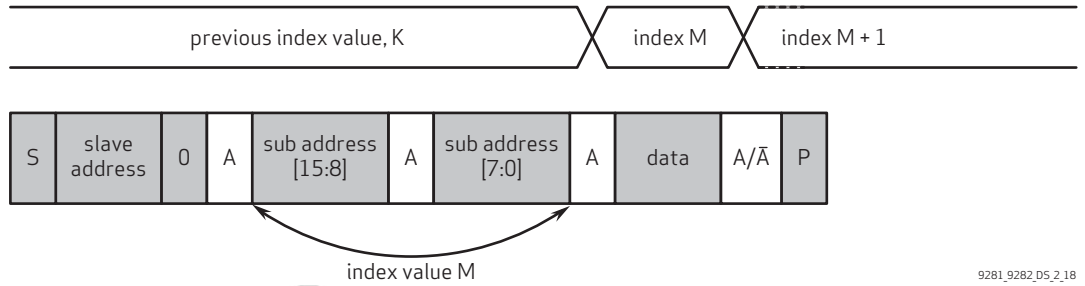 previous index value, K index M index M + 1
S slave address 0 A sub address [15:8] A sub address [7:0] A data A/Ā P
index value M
9281_9282_DS_2_18